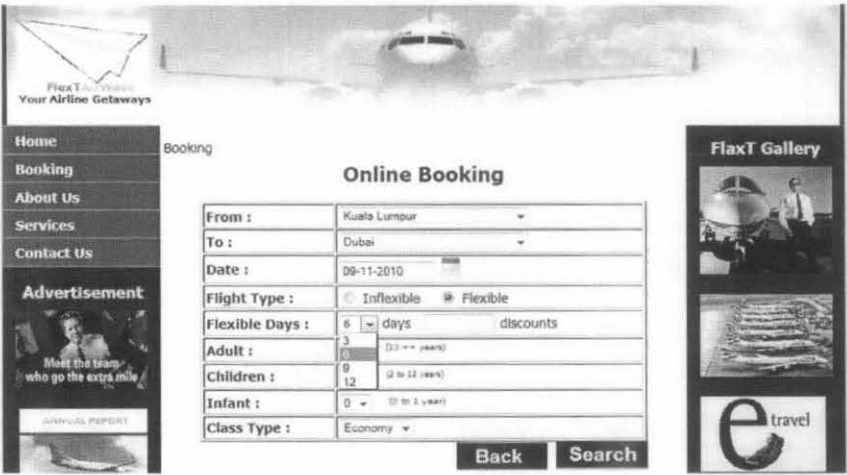 FlexT AirWaves
Your Airline Getaways
Home
Booking
About Us
Services
Contact Us
Advertisement
Meet the team
who go the extra mile
ANNUAL REPORT
Booking
Online Booking
From : Kuala Lumpur
To : Dubai
Date : 09-11-2010
Flight Type : Inflexible Flexible
Flexible Days : 6 days discounts
3
6
9
12
Adult :
Children : (2 to 12 years)
Infant : 0 (0 to 1 year)
Class Type : Economy
Back Search
FlaxT Gallery
e travel